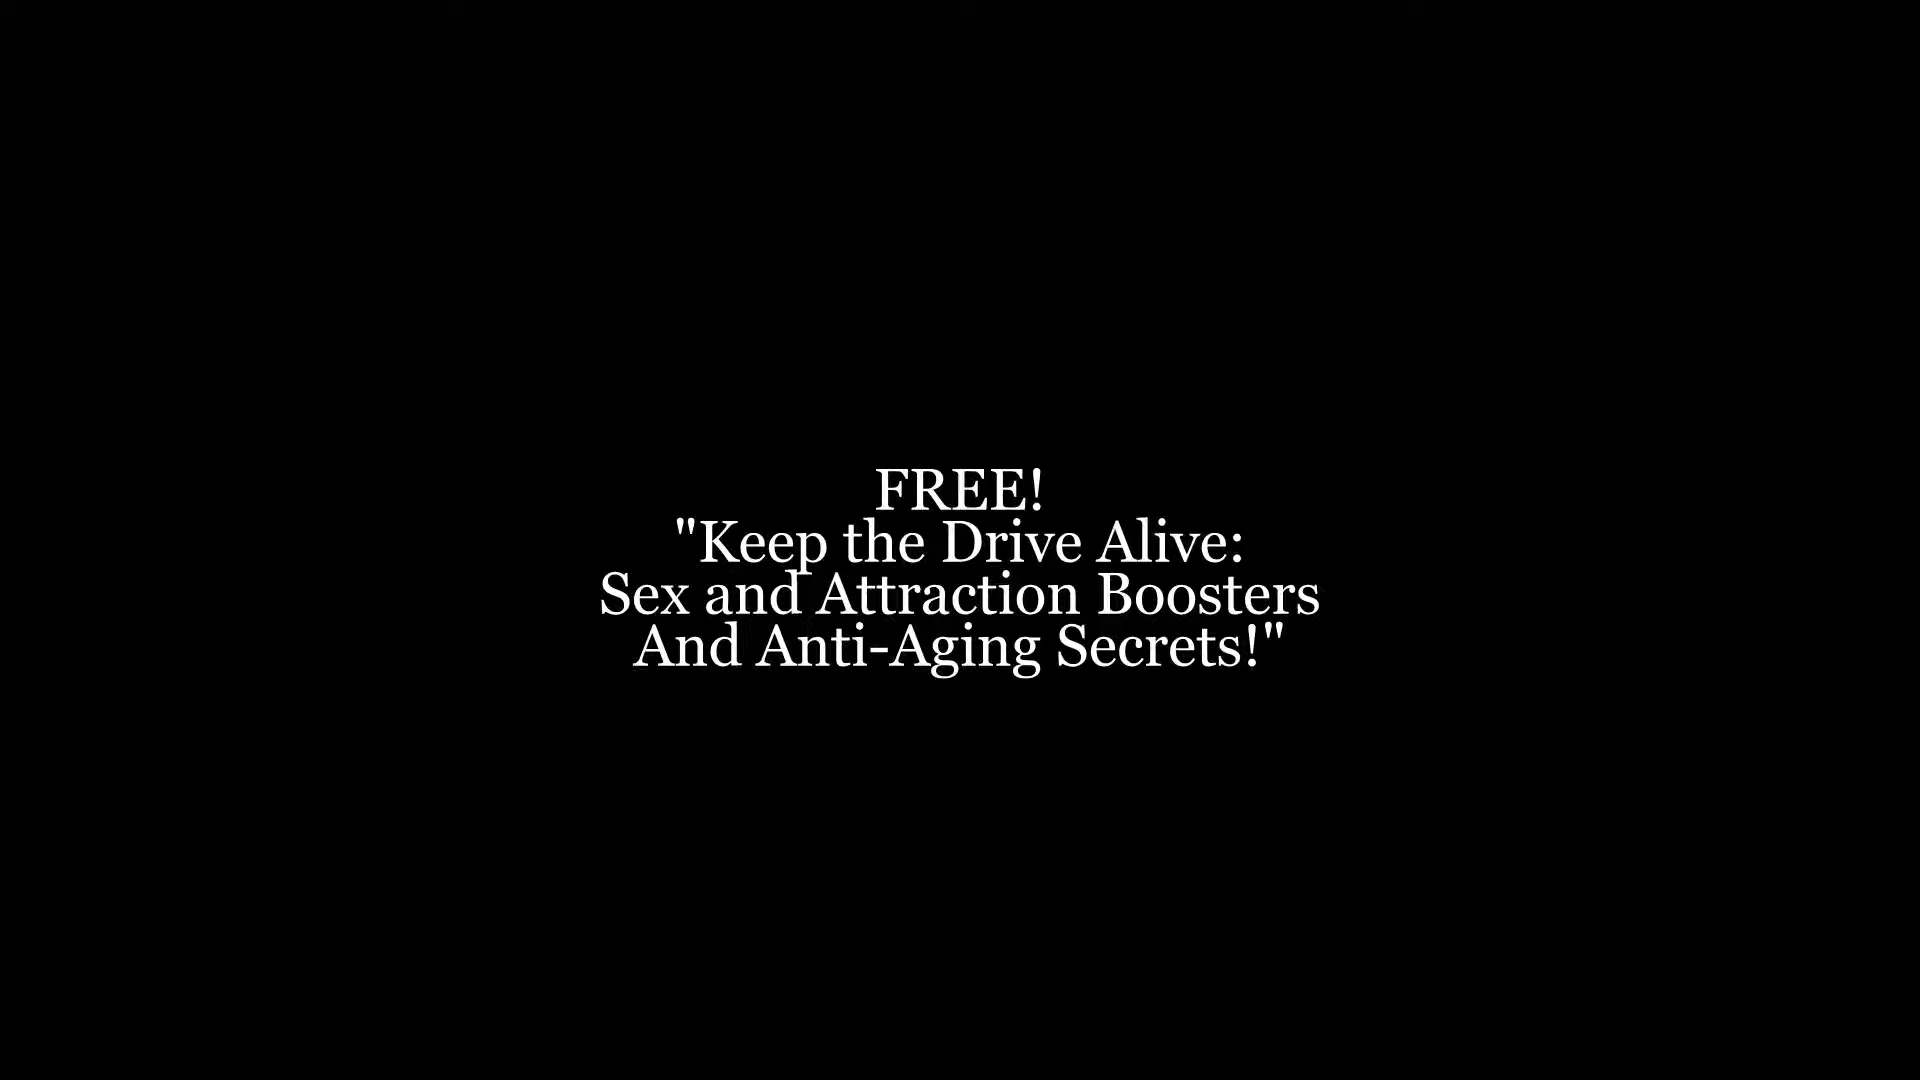 FREE!
"Keep the Drive Alive:
Sex and Attraction Boosters
And Anti-Aging Secrets!"